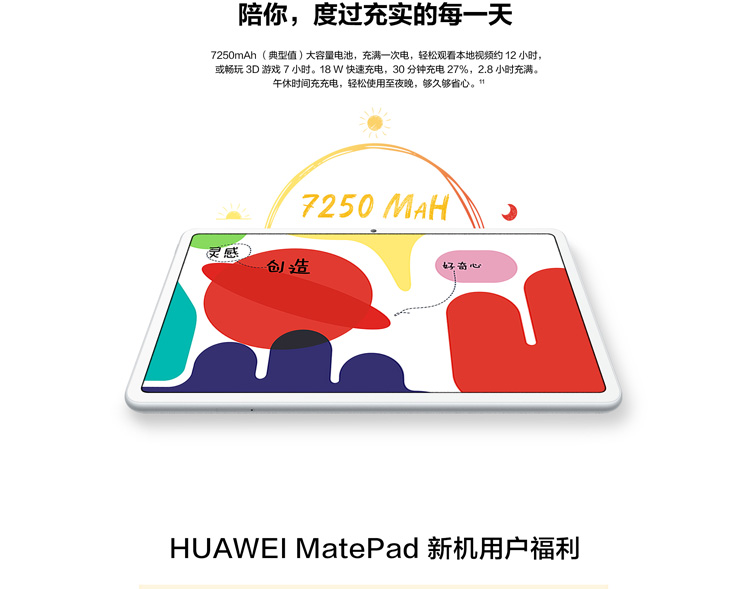 陪你，度过充实的每一天
7250mAh（典型值）大容量电池，充满一次电，轻松观看本地视频约 12 小时，
或畅玩 3D 游戏 7 小时。18 W 快速充电，30 分钟充电 27%，2.8 小时充满。
午休时间充充电，轻松使用至夜晚，够久够省心。¹¹
7250 MAH
灵感
创造
好奇心
HUAWEI MatePad 新机用户福利